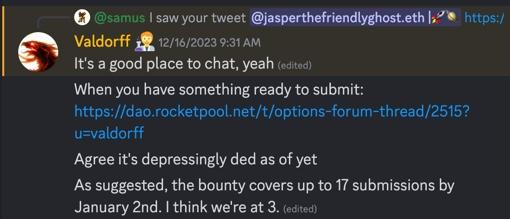 @samus I saw your tweet @jasperthefriendlyghost.eth | https:/
Valdorff 12/16/2023 9:31 AM
It's a good place to chat, yeah (edited)
When you have something ready to submit:
https://dao.rocketpool.net/t/options-forum-thread/2515?
u=valdorff
Agree it's depressingly ded as of yet
As suggested, the bounty covers up to 17 submissions by
January 2nd. I think we're at 3. (edited)